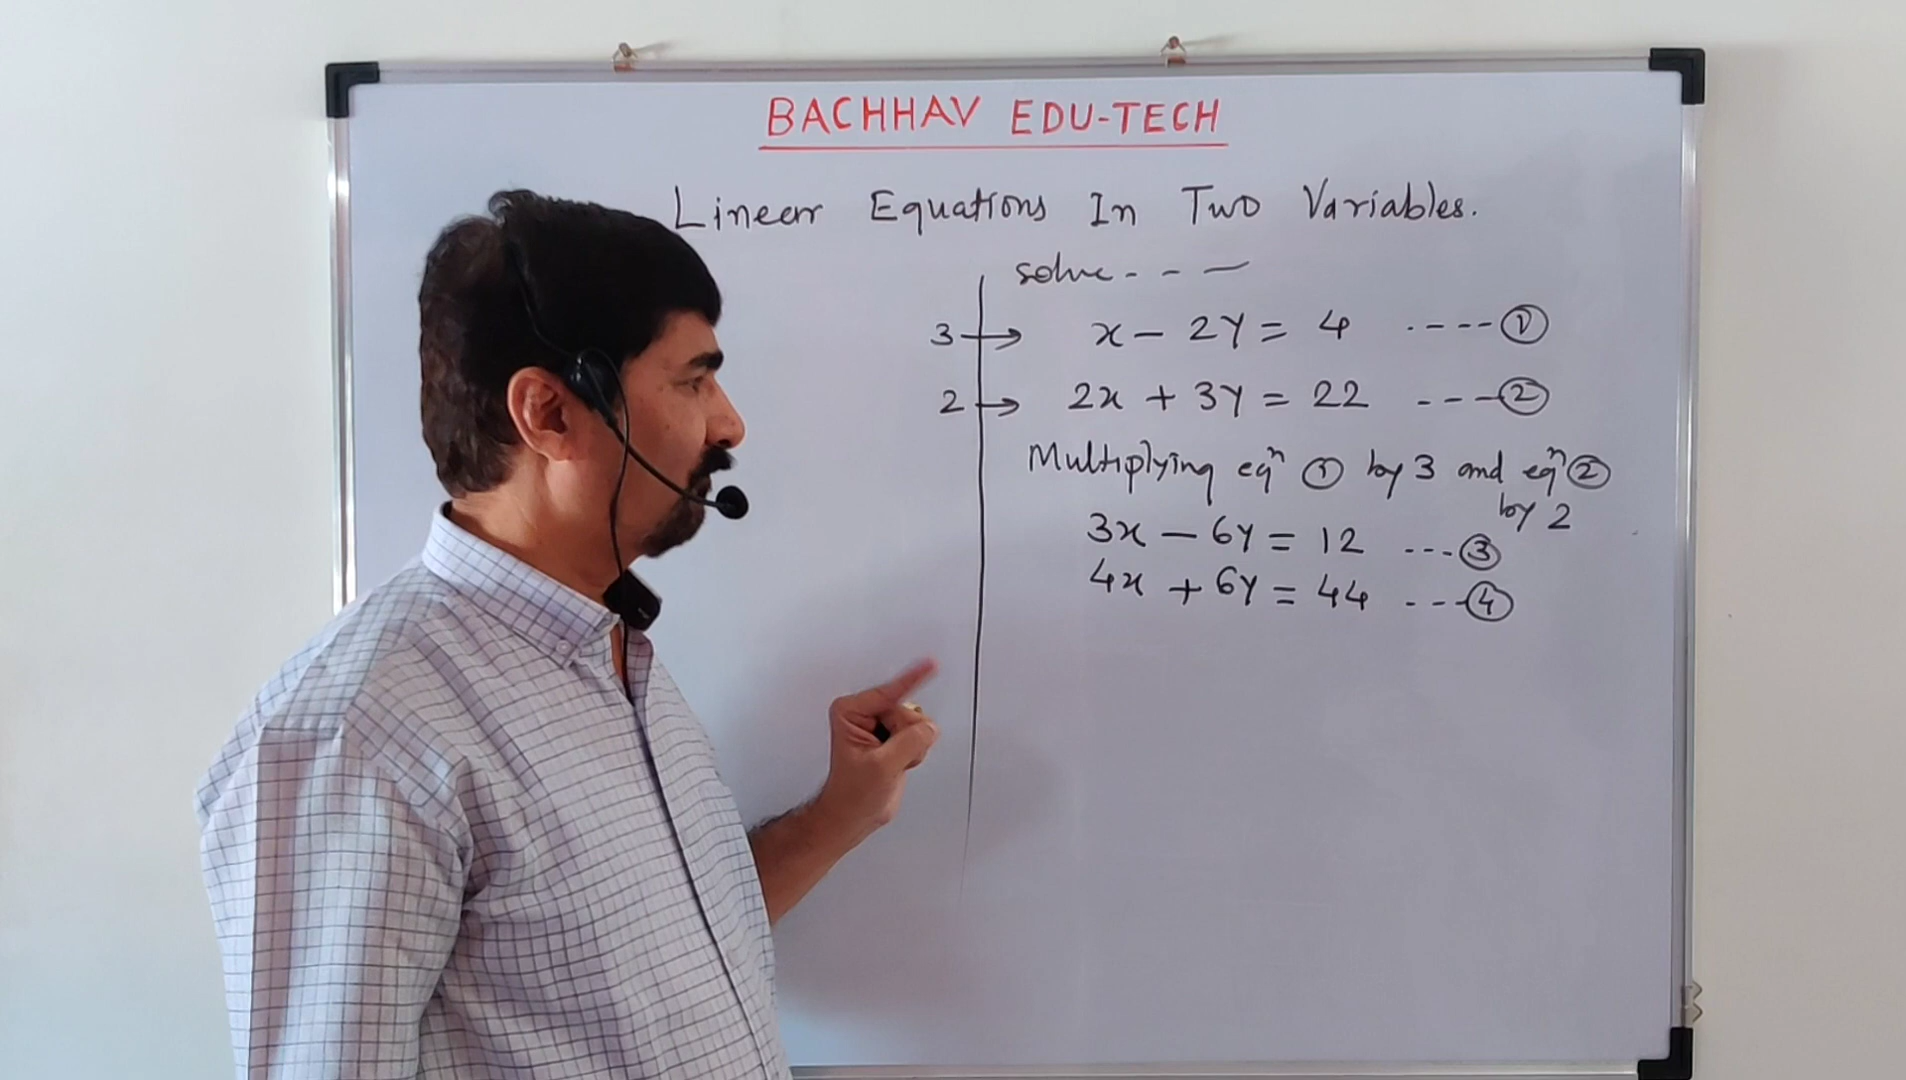 BACHHAV EDU-TECH
Linear Equations In Two Variables.
solve - - -
3 → x - 2y = 4 ---- ①
2 → 2x + 3y = 22 --- ②
Multiplying eqⁿ ① by 3 and eqⁿ ②
by 2
3x - 6y = 12 --- ③
4x + 6y = 44 --- ④